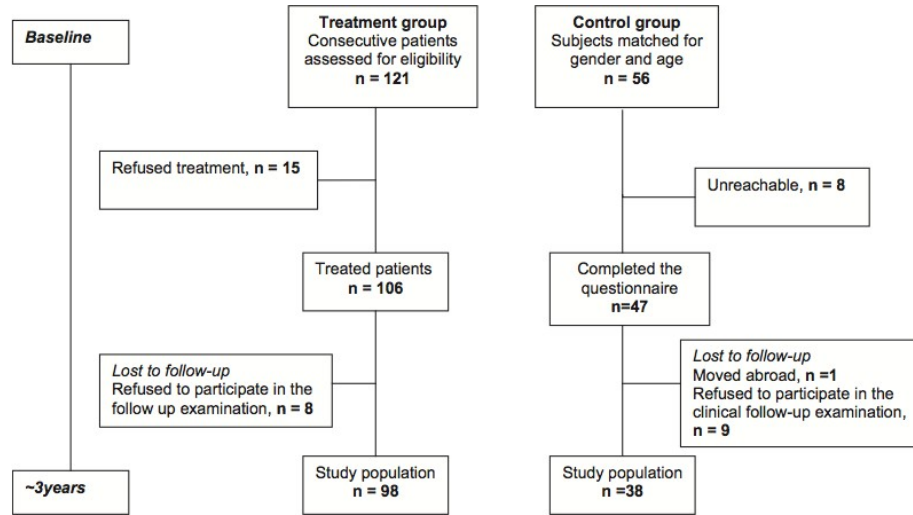 Baseline
Treatment group
Consecutive patients
assessed for eligibility
n = 121
Control group
Subjects matched for
gender and age
n = 56
Refused treatment, n = 15
Unreachable, n = 8
Treated patients
n = 106
Completed the
questionnaire
n=47
Lost to follow-up
Refused to participate in the
follow up examination, n = 8
Lost to follow-up
Moved abroad, n =1
Refused to participate in the
clinical follow-up examination,
n = 9
~3years
Study population
n = 98
Study population
n =38